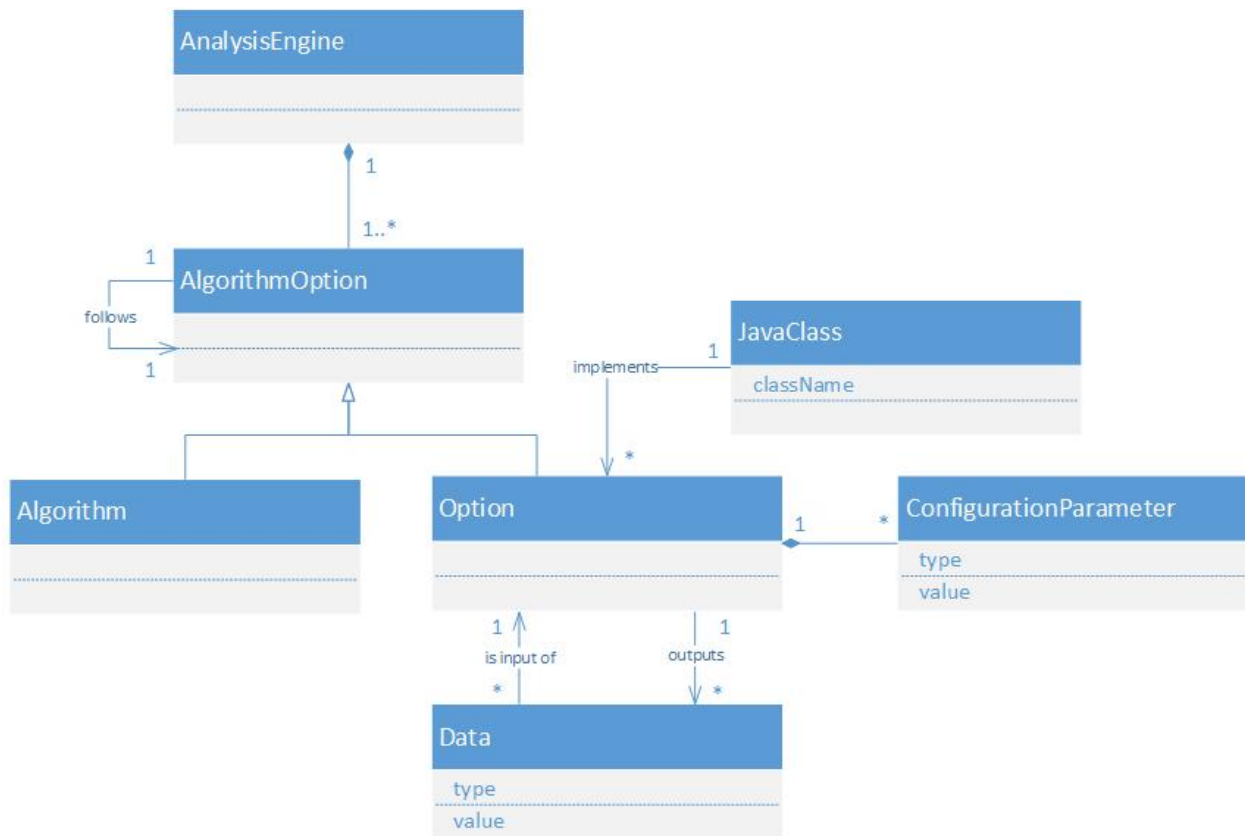 AnalysisEngine
1
1..*
1
AlgorithmOption
follows
1
JavaClass
1
implements
className
*
Algorithm
Option
ConfigurationParameter
1
*
type
value
1
1
is input of
outputs
*
*
Data
type
value